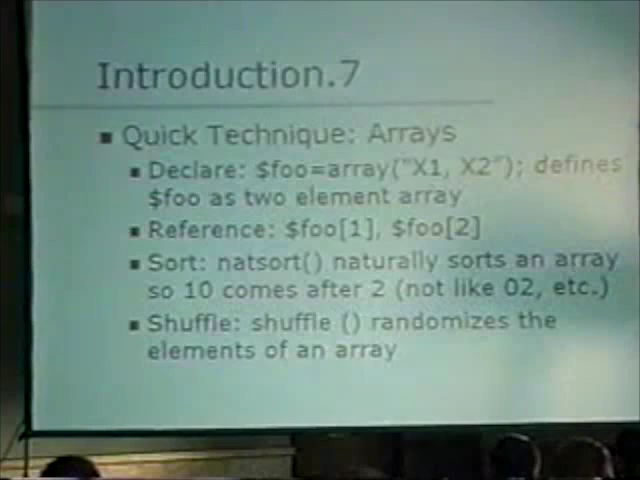 Introduction.7
Quick Technique: Arrays
Declare: $foo=array("X1, X2"); defines
$foo as two element array
Reference: $foo[1], $foo[2]
Sort: natsort() naturally sorts an array
so 10 comes after 2 (not like 02, etc.)
Shuffle: shuffle () randomizes the
elements of an array